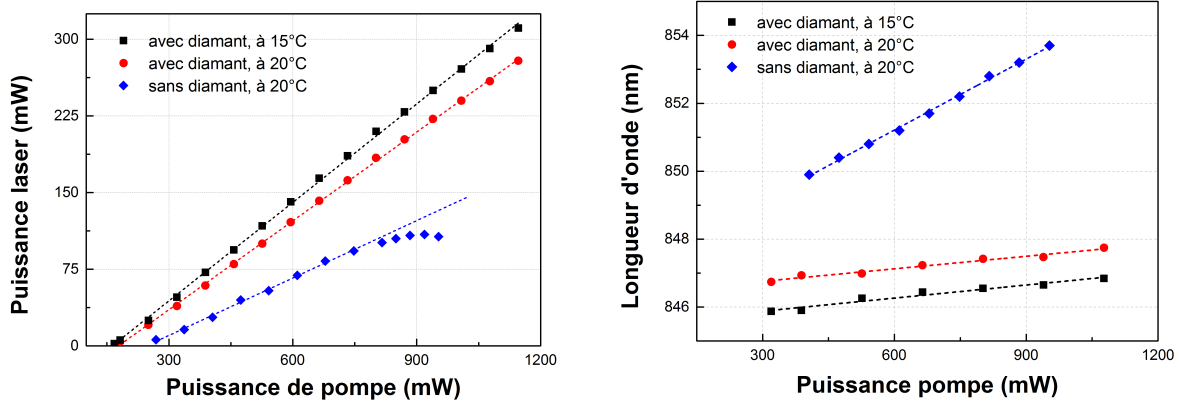 avec diamant, à 15°C
avec diamant, à 20°C
sans diamant, à 20°C
Puissance laser (mW)
300
225
150
75
0
300
600
900
1200
Puissance de pompe (mW)
avec diamant, à 15°C
avec diamant, à 20°C
sans diamant, à 20°C
Longueur d'onde (nm)
854
852
850
848
846
300
600
900
1200
Puissance pompe (mW)